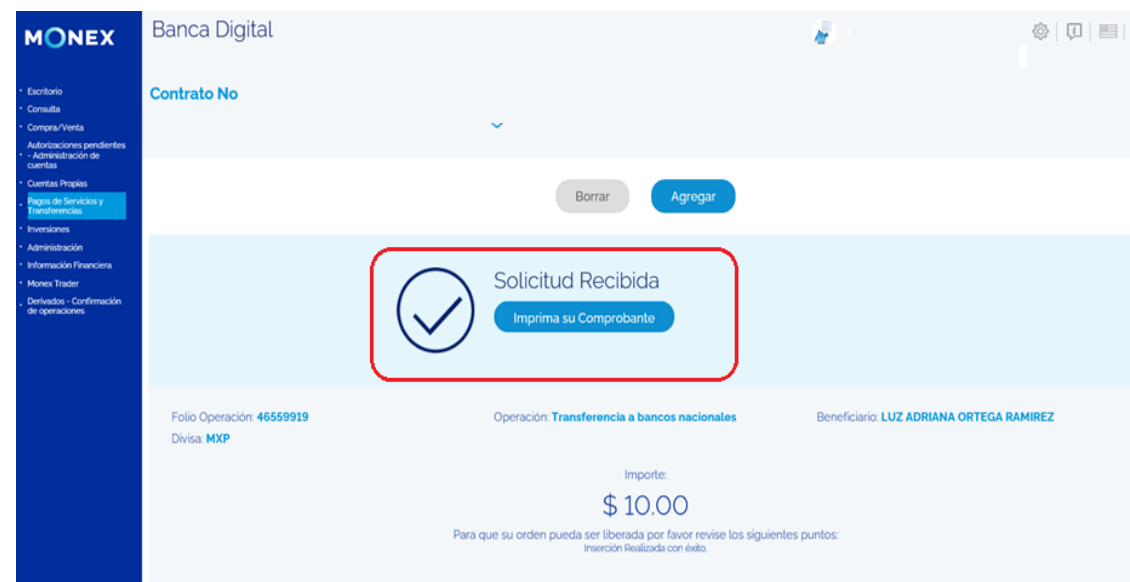 MONEX
Banca Digital
Escritorio
Consulta
Compra/Venta
Autorizaciones pendientes
- Administración de
cuentas
Cuentas Propias
Pagos de Servicios y
Transferencias
Inversiones
Administración
Información Financiera
Monex Trader
Derivados - Confirmación
de operaciones
Contrato No
Borrar
Agregar
Solicitud Recibida
Imprima su Comprobante
Folio Operación: 46559919
Operación: Transferencia a bancos nacionales
Beneficiario: LUZ ADRIANA ORTEGA RAMIREZ
Divisa: MXP
Importe:
$ 10.00
Para que su orden pueda ser liberada por favor revise los siguientes puntos:
Inserción Realizada con éxito.